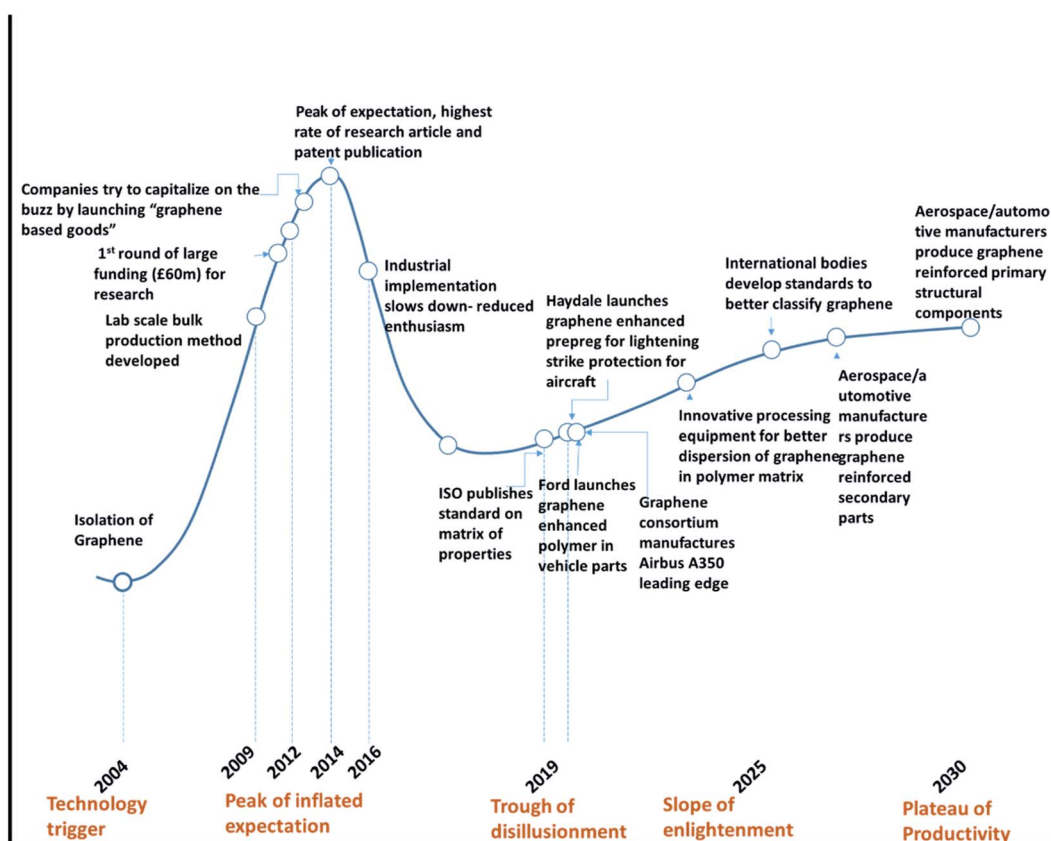 Peak of expectation, highest
rate of research article and
patent publication
Companies try to capitalize on the
buzz by launching “graphene
based goods”
1st round of large
funding (£60m) for
research
Lab scale bulk
production method
developed
Isolation of
Graphene
Industrial
implementation
slows down- reduced
enthusiasm
Haydale launches
graphene enhanced
prepreg for lightening
strike protection for
aircraft
ISO publishes
standard on
matrix of
properties
Ford launches
graphene
enhanced
polymer in
vehicle parts
Graphene
consortium
manufactures
Airbus A350
leading edge
Innovative processing
equipment for better
dispersion of graphene
in polymer matrix
International bodies
develop standards to
better classify graphene
Aerospace/a
utomotive
manufacture
rs produce
graphene
reinforced
secondary
parts
Aerospace/automo
tive manufacturers
produce graphene
reinforced primary
structural
components
2004
2009
2012
2014
2016
2019
2025
2030
Technology
trigger
Peak of inflated
expectation
Trough of
disillusionment
Slope of
enlightenment
Plateau of
Productivity